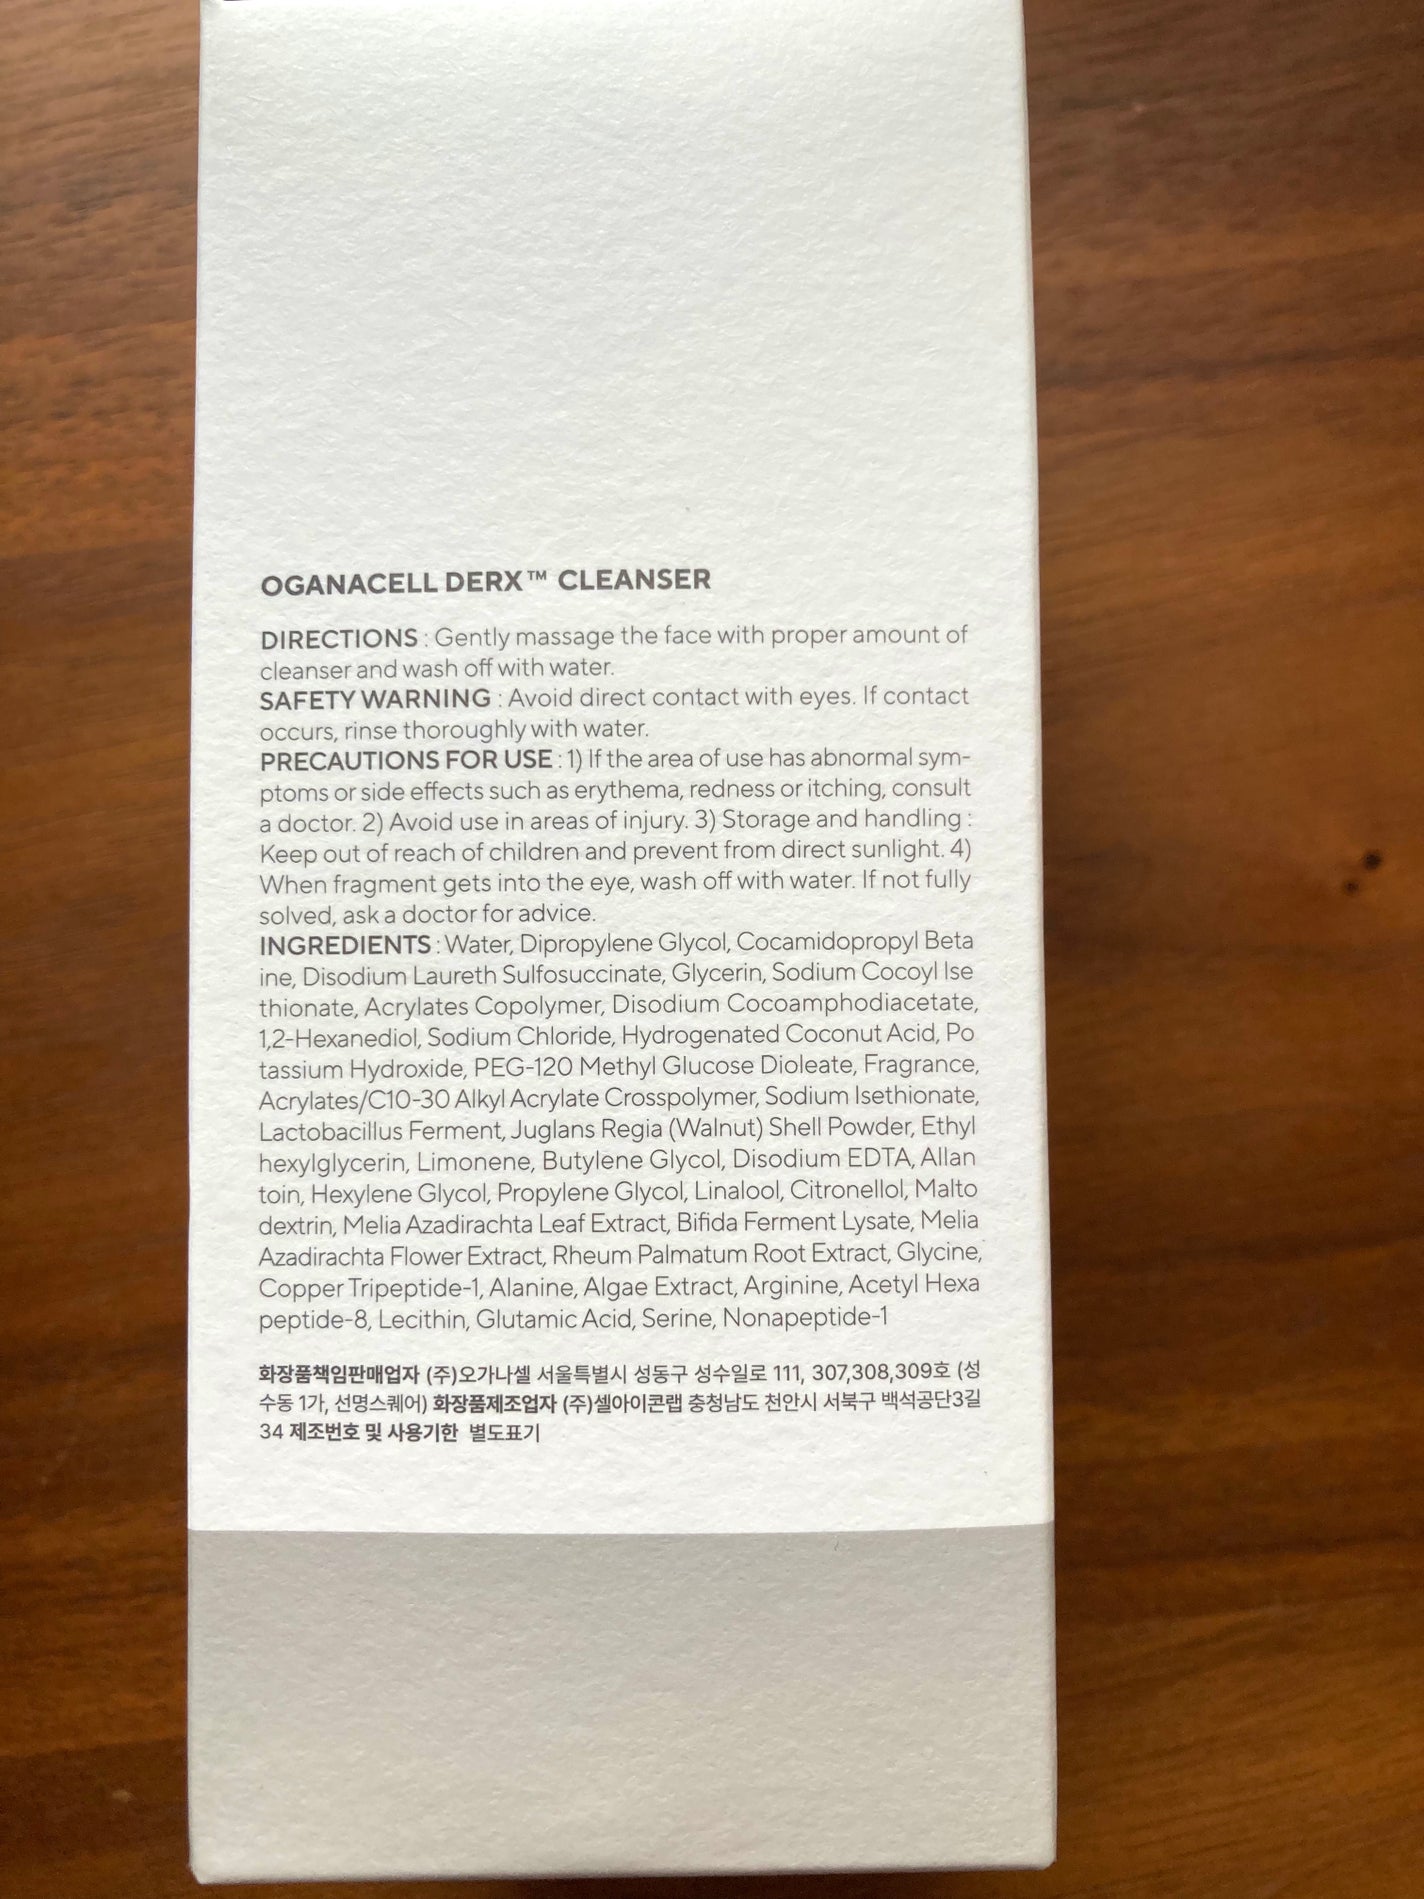 OGANACELL DERX™ CLEANSER
DIRECTIONS : Gently massage the face with proper amount of
cleanser and wash off with water.
SAFETY WARNING : Avoid direct contact with eyes. If contact
occurs, rinse thoroughly with water.
PRECAUTIONS FOR USE : 1) If the area of use has abnormal sym-
ptoms or side effects such as erythema, redness or itching, consult
a doctor. 2) Avoid use in areas of injury. 3) Storage and handling :
Keep out of reach of children and prevent from direct sunlight. 4)
When fragment gets into the eye, wash off with water. If not fully
solved, ask a doctor for advice.
INGREDIENTS : Water, Dipropylene Glycol, Cocamidopropyl Beta
ine, Disodium Laureth Sulfosuccinate, Glycerin, Sodium Cocoyl Ise
thionate, Acrylates Copolymer, Disodium Cocoamphodiacetate,
1,2-Hexanediol, Sodium Chloride, Hydrogenated Coconut Acid, Po
tassium Hydroxide, PEG-120 Methyl Glucose Dioleate, Fragrance,
Acrylates/C10-30 Alkyl Acrylate Crosspolymer, Sodium Isethionate,
Lactobacillus Ferment, Juglans Regia (Walnut) Shell Powder, Ethyl
hexylglycerin, Limonene, Butylene Glycol, Disodium EDTA, Allan
toin, Hexylene Glycol, Propylene Glycol, Linalool, Citronellol, Malto
dextrin, Melia Azadirachta Leaf Extract, Bifida Ferment Lysate, Melia
Azadirachta Flower Extract, Rheum Palmatum Root Extract, Glycine,
Copper Tripeptide-1, Alanine, Algae Extract, Arginine, Acetyl Hexa
peptide-8, Lecithin, Glutamic Acid, Serine, Nonapeptide-1
화장품책임판매업자 (주)오가나셀 서울특별시 성동구 성수일로 111, 307,308,309호 (성
수동 1가, 선명스퀘어) 화장품제조업자 (주)셀아이콘랩 충청남도 천안시 서북구 백석공단3길
34 제조번호 및 사용기한 별도표기